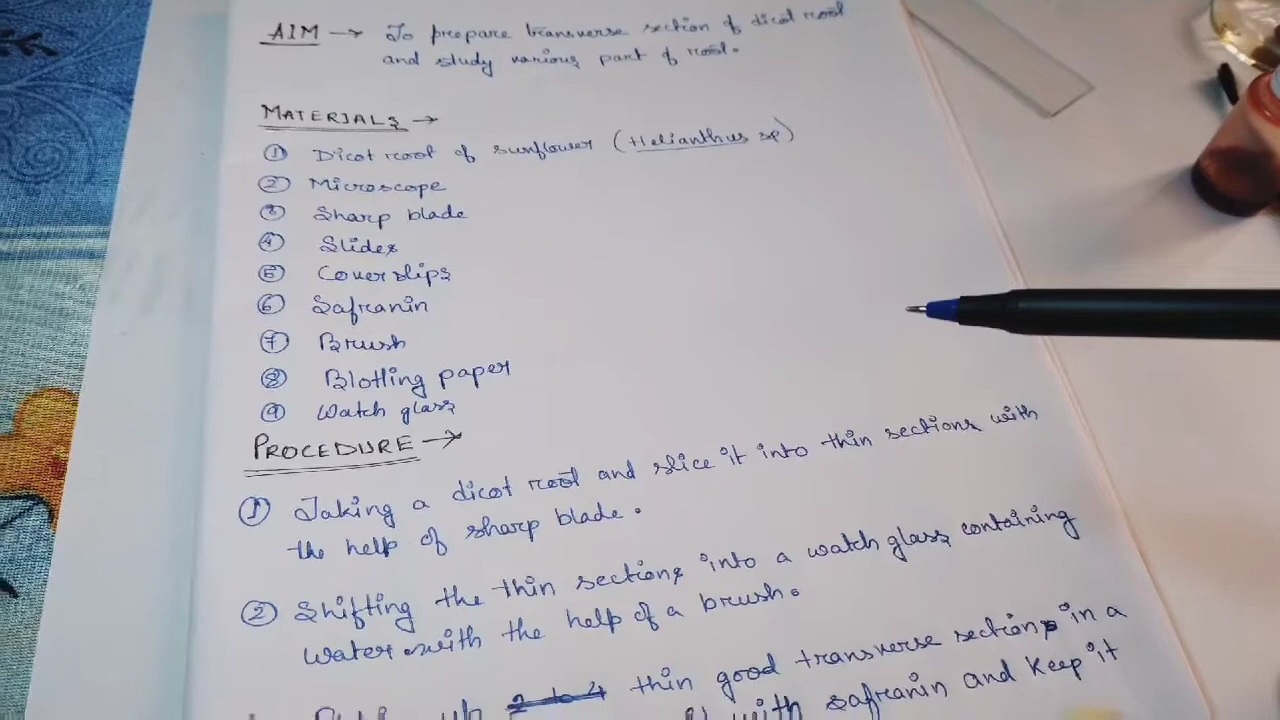 AIM → To prepare transverse section of dicot root
and study various part of root.
MATERIALS →
① Dicot root of sunflower (Helianthus sp)
② Microscope
③ Sharp blade
④ Slides
⑤ Coverslips
⑥ Safranin
⑦ Brush
⑧ Blotting paper
⑨ Watch glass
PROCEDURE →
① Taking a dicot root and slice it into thin sections with
the help of sharp blade.
② Shifting the thin sections into a watch glass containing
water with the help of a brush.
thin good transverse sections in a
with safranin and keep it